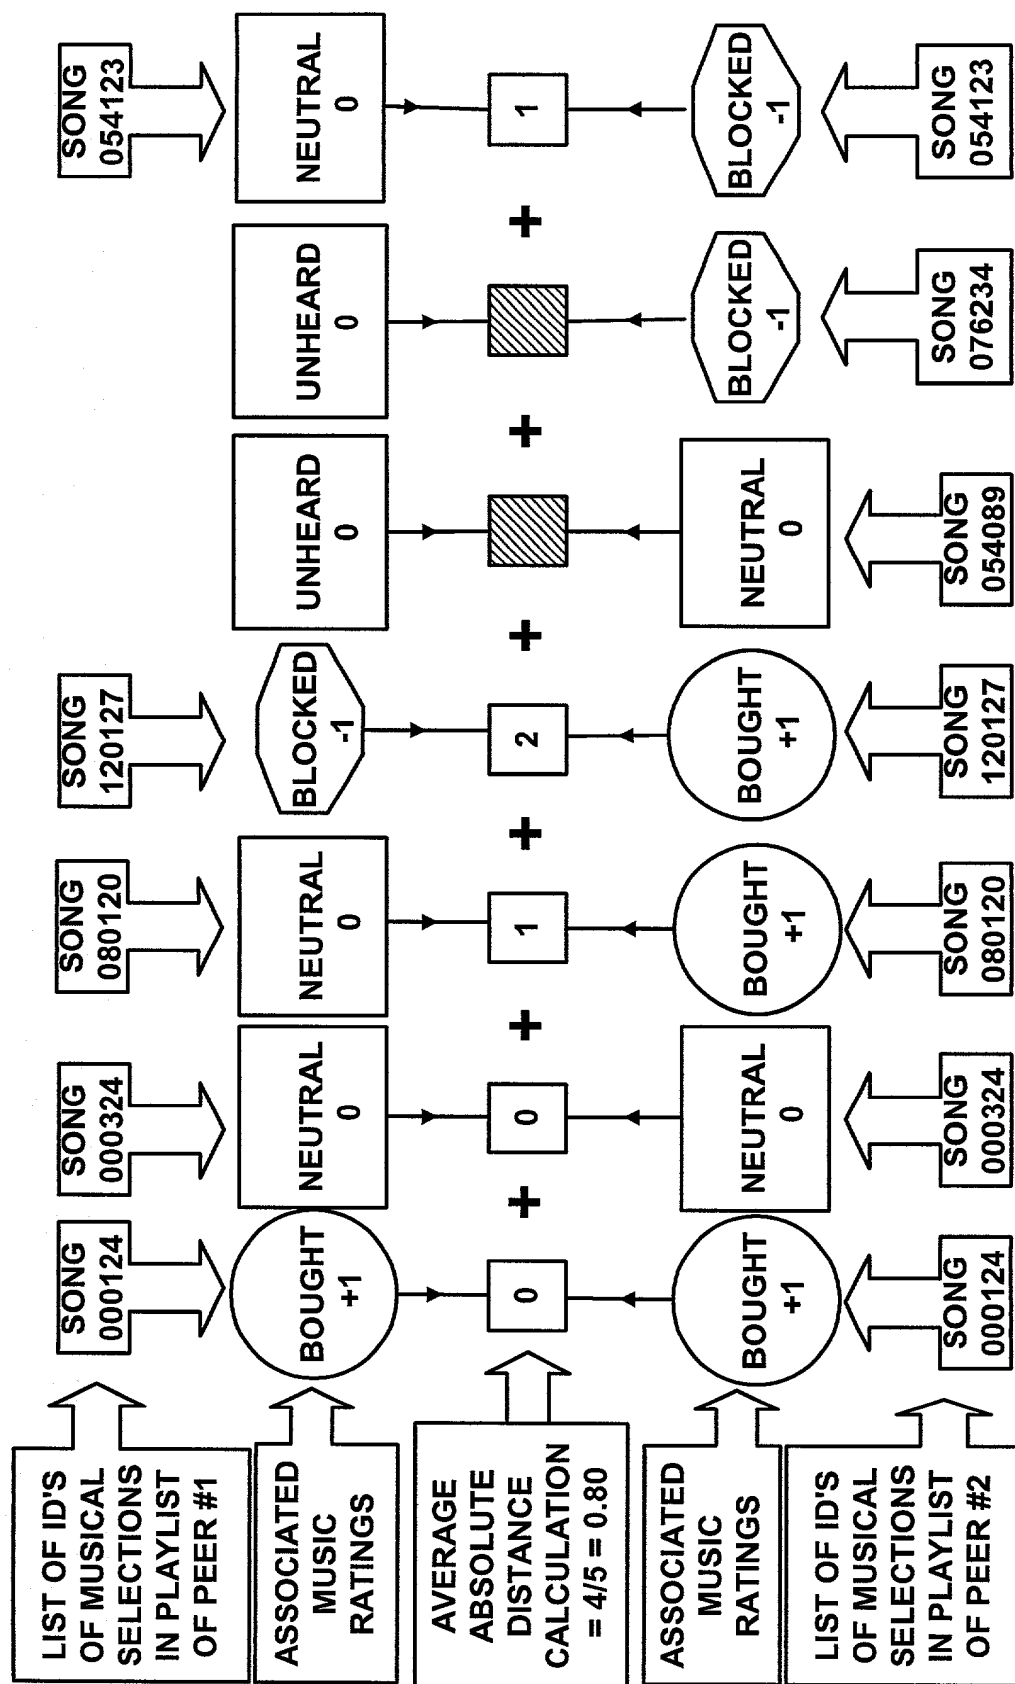 LIST OF ID'S
OF MUSICAL
SELECTIONS
IN PLAYLIST
OF PEER #1
SONG
000124
SONG
000324
SONG
080120
SONG
120127
SONG
054123
ASSOCIATED
MUSIC
RATINGS
BOUGHT
+1
NEUTRAL
0
NEUTRAL
0
BLOCKED
-1
UNHEARD
0
UNHEARD
0
NEUTRAL
0
AVERAGE
ABSOLUTE
DISTANCE
CALCULATION
= 4/5 = 0.80
0
+
0
+
1
+
2
+
+
+
1
ASSOCIATED
MUSIC
RATINGS
BOUGHT
+1
NEUTRAL
0
BOUGHT
+1
BOUGHT
+1
NEUTRAL
0
BLOCKED
-1
BLOCKED
-1
LIST OF ID'S
OF MUSICAL
SELECTIONS
IN PLAYLIST
OF PEER #2
SONG
000124
SONG
000324
SONG
080120
SONG
120127
SONG
054089
SONG
076234
SONG
054123